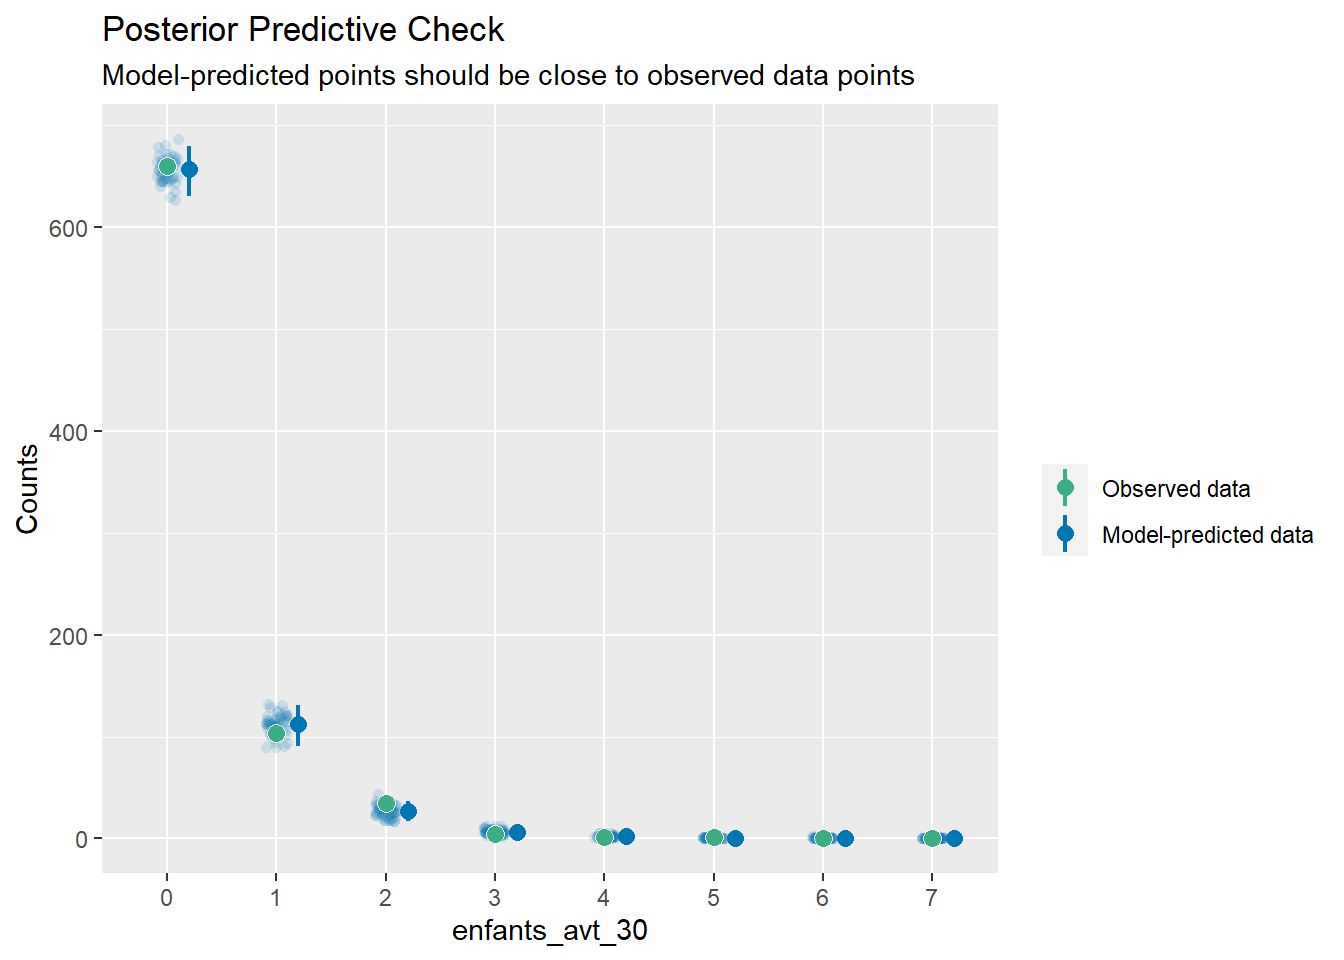 Posterior Predictive Check
Model-predicted points should be close to observed data points
Counts
600
400
200
0
0 1 2 3 4 5 6 7
enfants_avt_30
Observed data
Model-predicted data